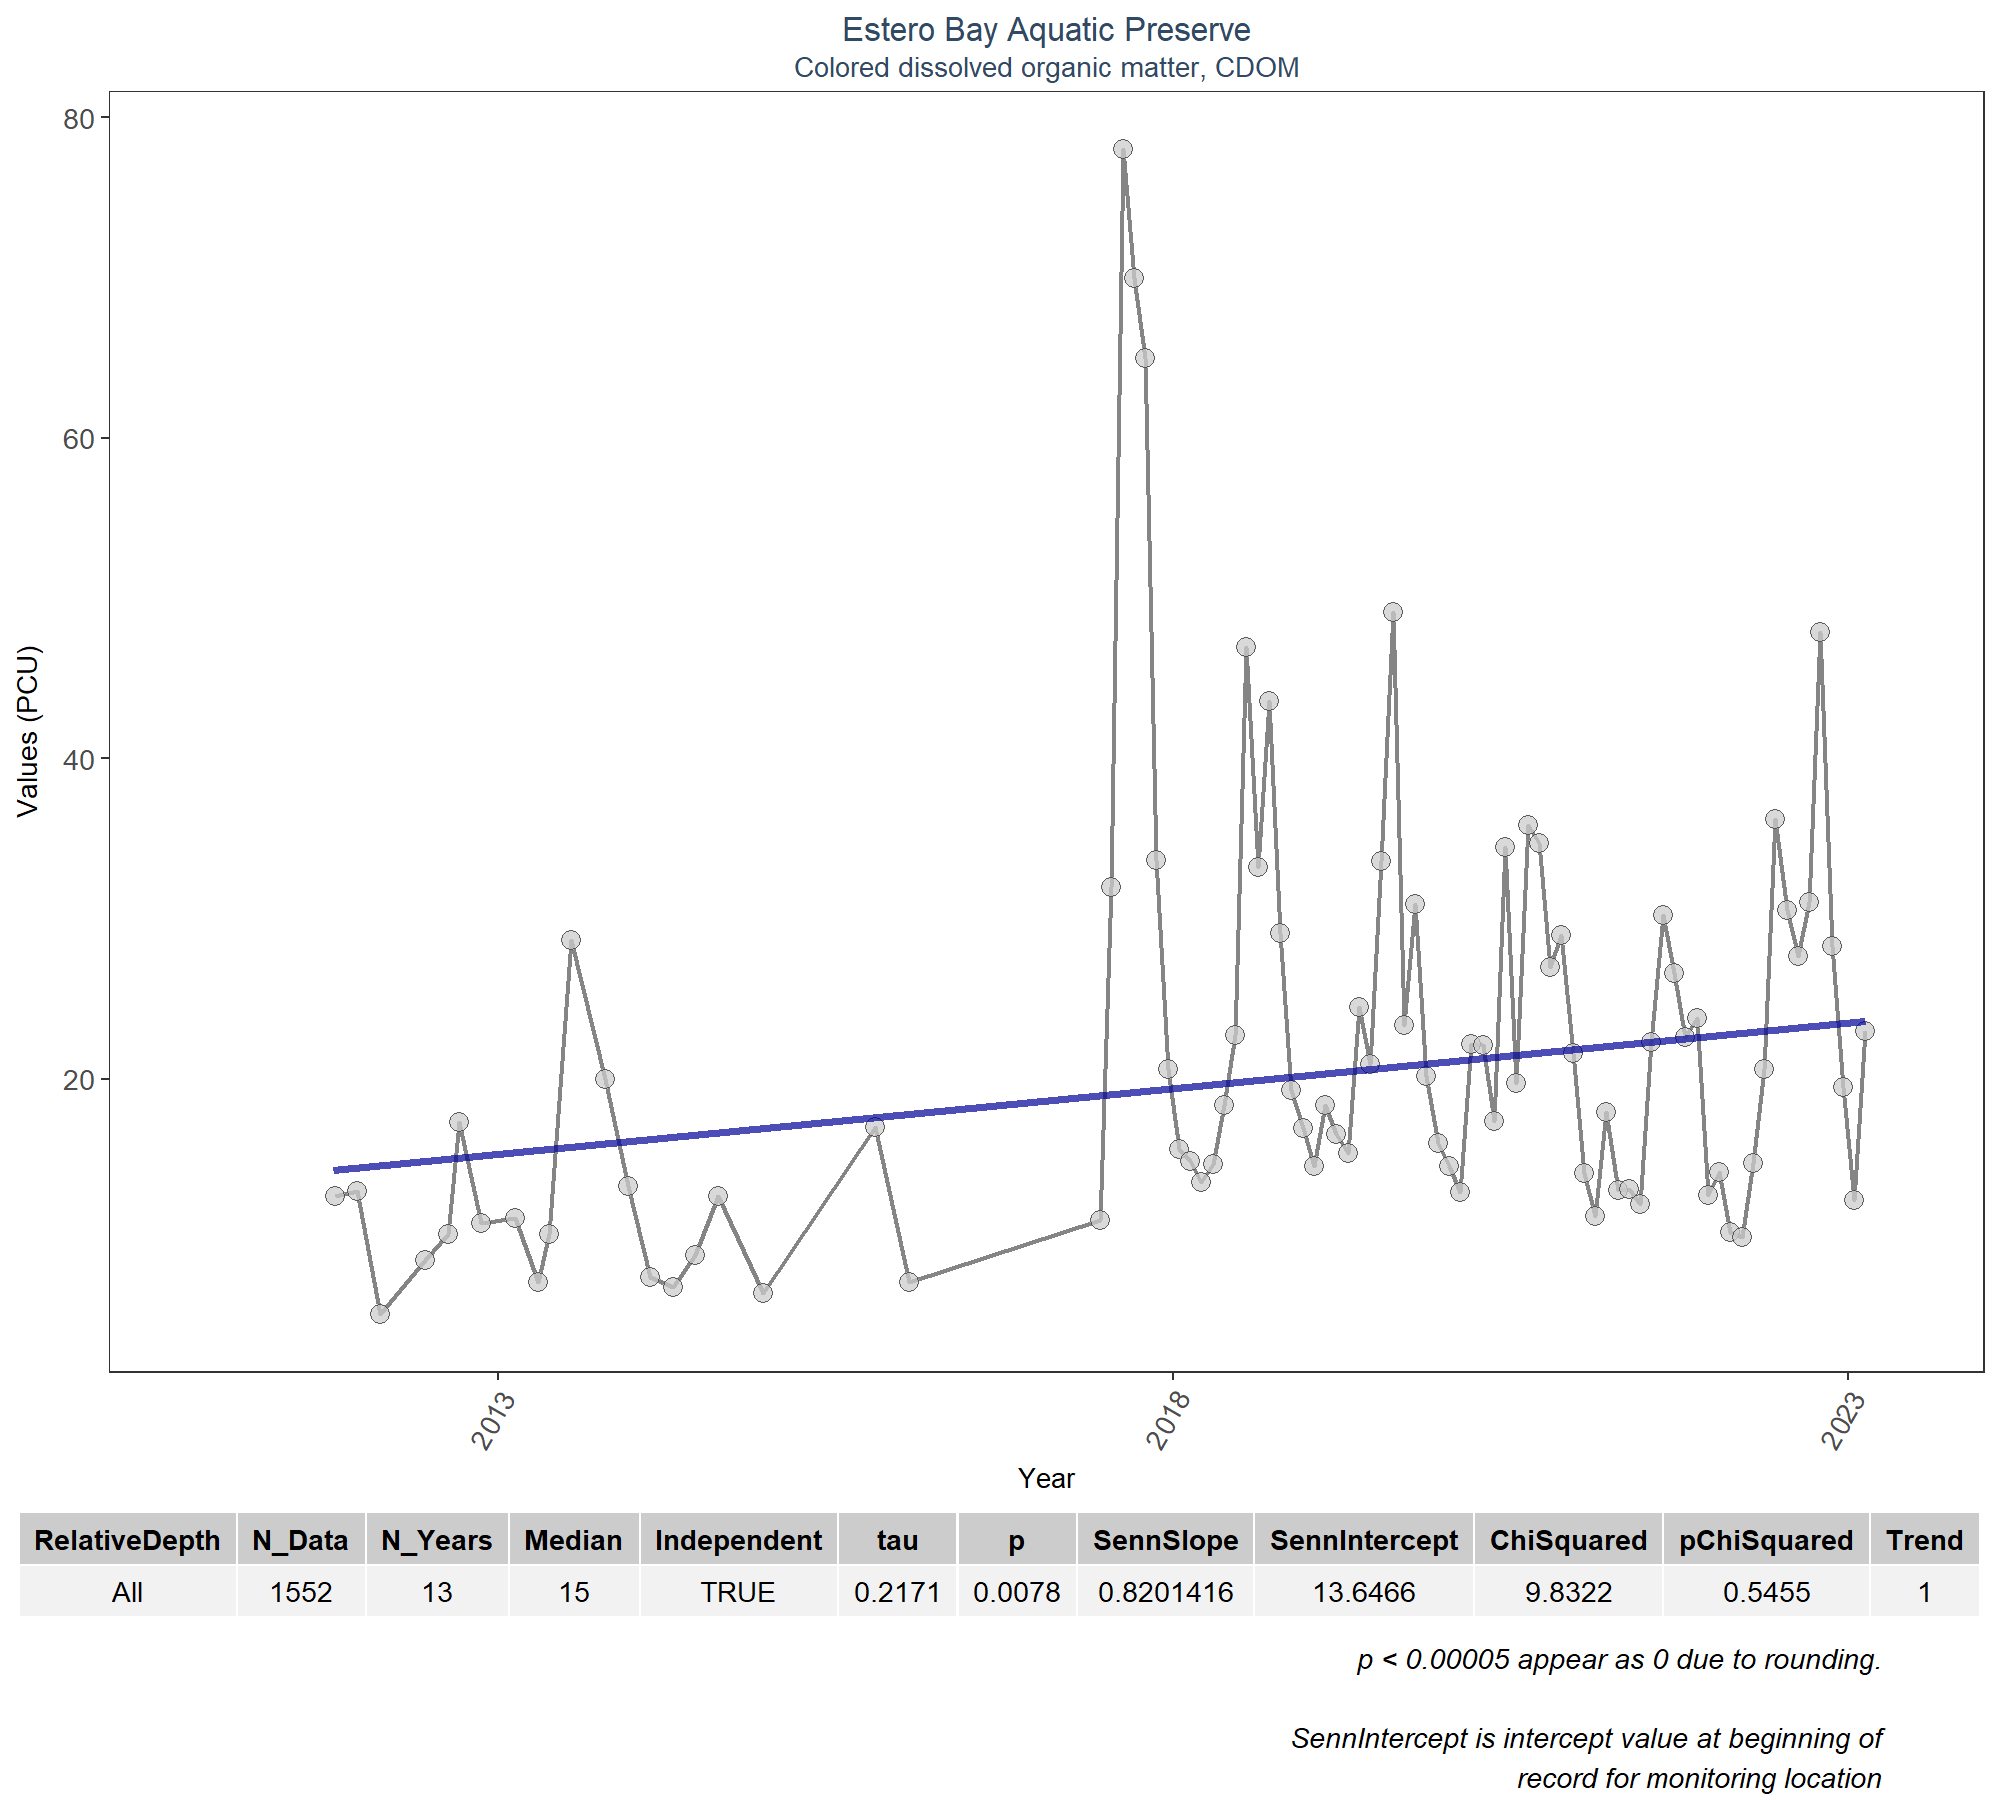 Estero Bay Aquatic Preserve
Colored dissolved organic matter, CDOM
80
60
40
20
Values (PCU)
2013
2018
2023
Year
RelativeDepth N_Data N_Years Median Independent tau p SennSlope SennIntercept ChiSquared pChiSquared Trend
All 1552 13 15 TRUE 0.2171 0.0078 0.8201416 13.6466 9.8322 0.5455 1
p < 0.00005 appear as 0 due to rounding.
SennIntercept is intercept value at beginning of
record for monitoring location